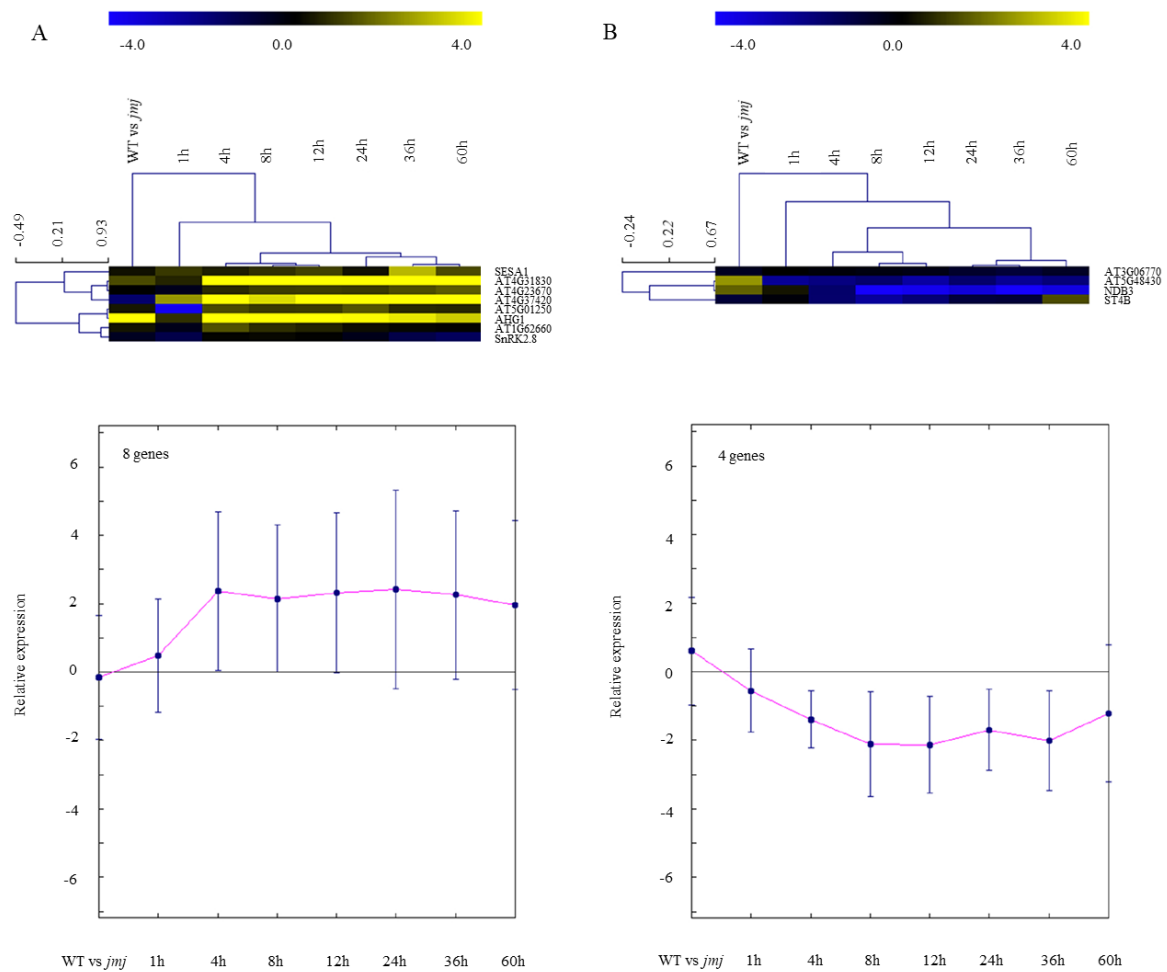 A
-4.0 0.0 4.0
WT vs jmj 1h 4h 8h 12h 24h 36h 60h
-0.49 0.21 0.93
SESA1
AT4G31830
AT4G23670
AT4G37420
AT5G01250
AHG1
AT1G62660
SnRK2.8
8 genes
6
4
2
0
-2
-4
-6
Relative expression
WT vs jmj 1h 4h 8h 12h 24h 36h 60h
B
-4.0 0.0 4.0
WT vs jmj 1h 4h 8h 12h 24h 36h 60h
-0.24 0.22 0.67
AT3G06770
AT5G48430
NDB3
ST4B
4 genes
6
4
2
0
-2
-4
-6
Relative expression
WT vs jmj 1h 4h 8h 12h 24h 36h 60h